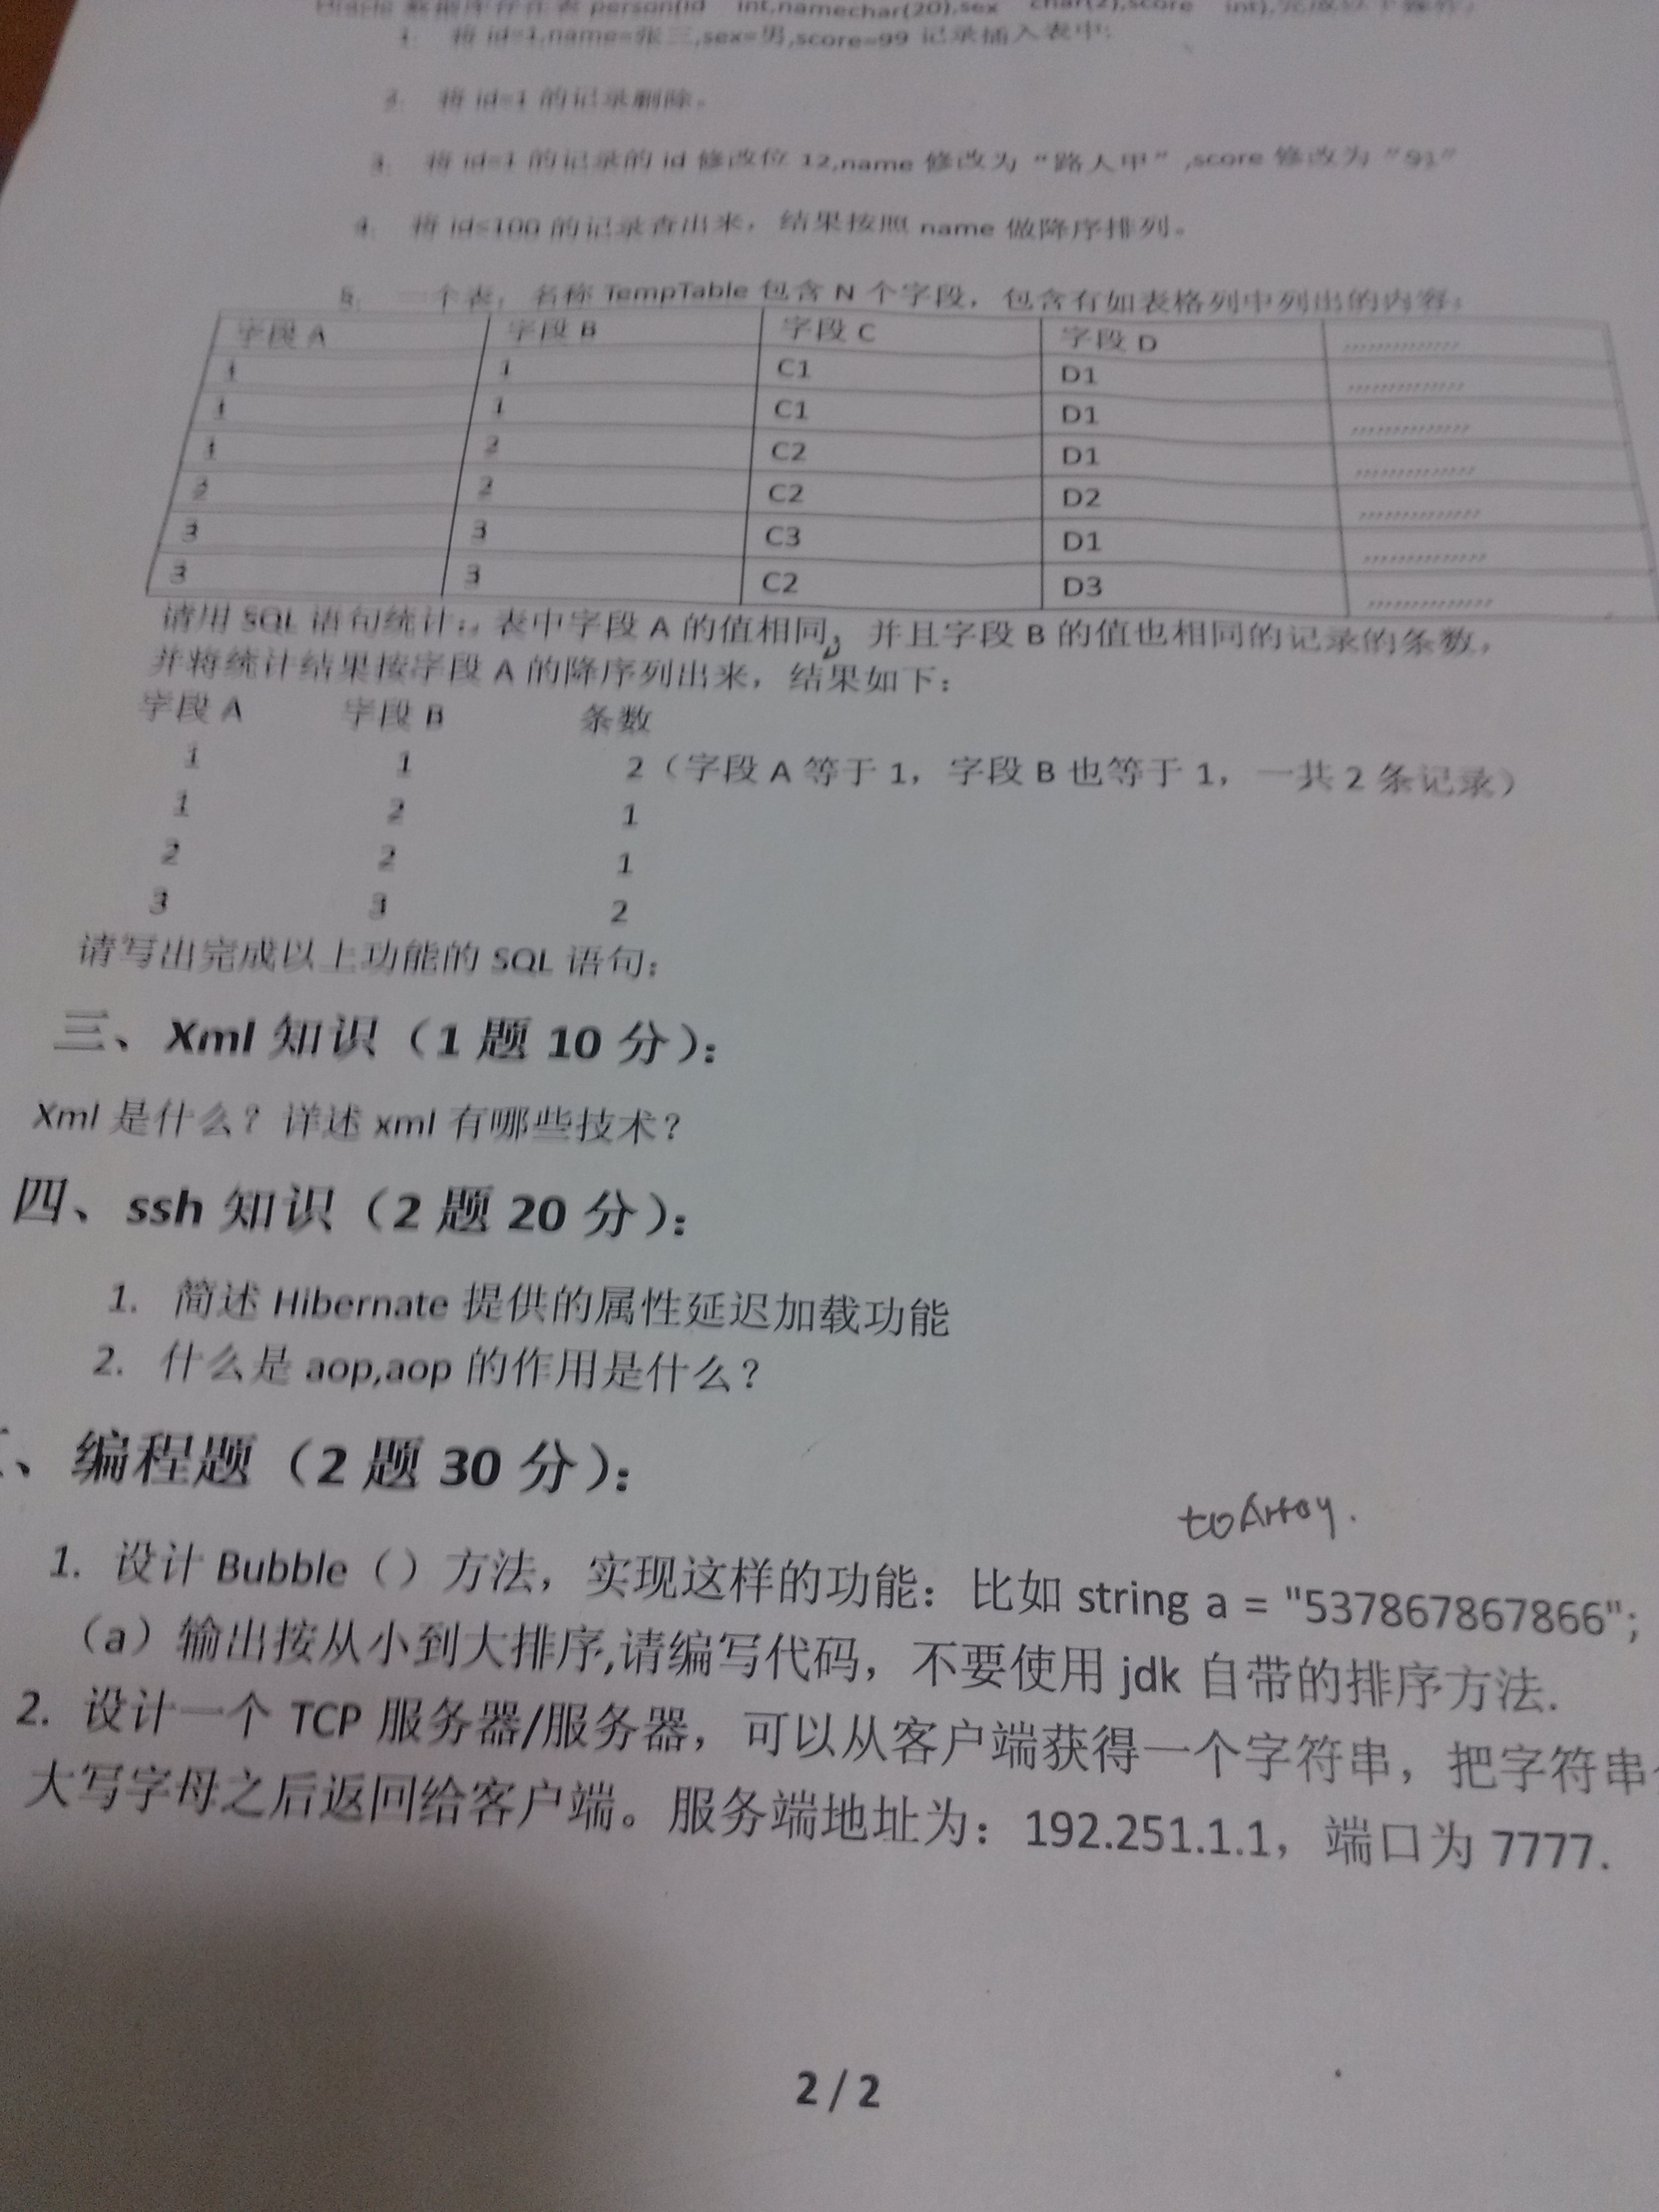 Oracle 数据库存在表 person(id int,namechar(20),sex char(2),score int),完成以下操作:
1. 将 id=1,name=张三,sex=男,score=99 记录插入表中;
2. 将 id=1 的记录删除。
3. 将 id=1 的记录的 id 修改位 12,name 修改为“路人甲”,score 修改为“91”
4. 将 id≤100 的记录查出来，结果按照 name 做降序排列。
5. 一个表，名称 TempTable 包含 N 个字段，包含有如表格列中列出的内容:
字段 A 字段 B 字段 C 字段 D ,,,,,,,,,,,,,,
1 1 C1 D1 ,,,,,,,,,,,,,,
1 1 C1 D1 ,,,,,,,,,,,,,,
1 2 C2 D1 ,,,,,,,,,,,,,,
2 2 C2 D2 ,,,,,,,,,,,,,,
3 3 C3 D1 ,,,,,,,,,,,,,,
3 3 C2 D3 ,,,,,,,,,,,,,,
请用 SQL 语句统计:。表中字段 A 的值相同，并且字段 B 的值也相同的记录的条数，
并将统计结果按字段 A 的降序列出来，结果如下：
字段 A 字段 B 条数
1 1 2（字段 A 等于 1，字段 B 也等于 1，一共 2 条记录）
1 2 1
2 2 1
3 3 2
请写出完成以上功能的 SQL 语句：
三、Xml 知识（1 题 10 分）：
Xml 是什么？详述 xml 有哪些技术？
四、ssh 知识（2 题 20 分）：
1. 简述 Hibernate 提供的属性延迟加载功能
2. 什么是 aop,aop 的作用是什么？
、编程题（2 题 30 分）：
toArray.
1. 设计 Bubble（）方法，实现这样的功能：比如 string a = "537867867866";
（a）输出按从小到大排序,请编写代码，不要使用 jdk 自带的排序方法.
2. 设计一个 TCP 服务器/服务器，可以从客户端获得一个字符串，把字符串
大写字母之后返回给客户端。服务端地址为：192.251.1.1，端口为 7777.
2 / 2